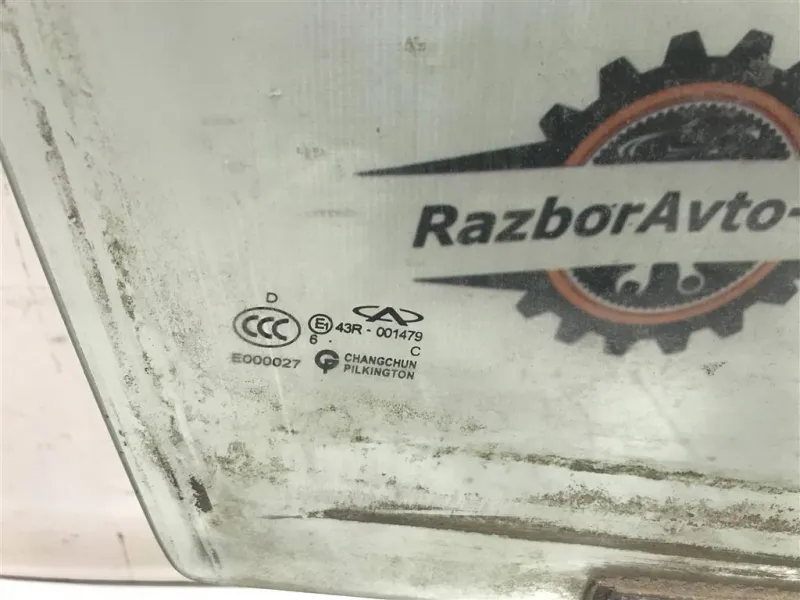 RazborAvto-
D
CCC
E000027
E1 43R - 001479
6 .
C
CHANGCHUN
PILKINGTON